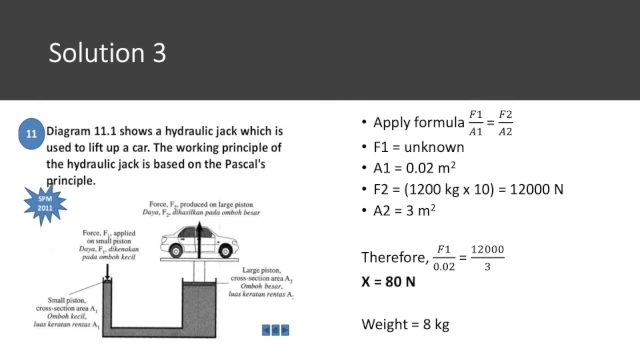 Solution 3
11 Diagram 11.1 shows a hydraulic jack which is
used to lift up a car. The working principle of
the hydraulic jack is based on the Pascal's
principle.
SPM
2011
Force, F₂, produced on large piston
Daya, F₂, dihasilkan pada omboh besar
Force, F₁, applied
on small piston
Daya, F₁, dikenakan
pada omboh kecil
Large piston,
cross-section area A₂
Omboh besar,
luas keratan rentas A₂
Small piston,
cross-section area A₁
Omboh kecil,
luas keratan rentas A₁
• Apply formula F1/A1 = F2/A2
• F1 = unknown
• A1 = 0.02 m²
• F2 = (1200 kg x 10) = 12000 N
• A2 = 3 m²
Therefore, F1/0.02 = 12000/3
X = 80 N
Weight = 8 kg